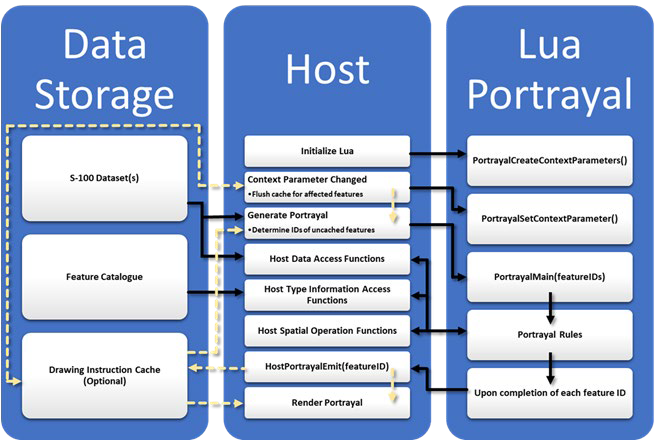 Data
Storage
S-100 Dataset(s)
Feature Catalogue
Drawing Instruction Cache
(Optional)
Host
Initialize Lua
Context Parameter Changed
•Flush cache for affected features
Generate Portrayal
•Determine IDs of uncached features
Host Data Access Functions
Host Type Information Access
Functions
Host Spatial Operation Functions
HostPortrayalEmit(featureID)
Render Portrayal
Lua
Portrayal
PortrayalCreateContextParameters()
PortrayalSetContextParameter()
PortrayalMain(featureIDs)
Portrayal Rules
Upon completion of each feature ID